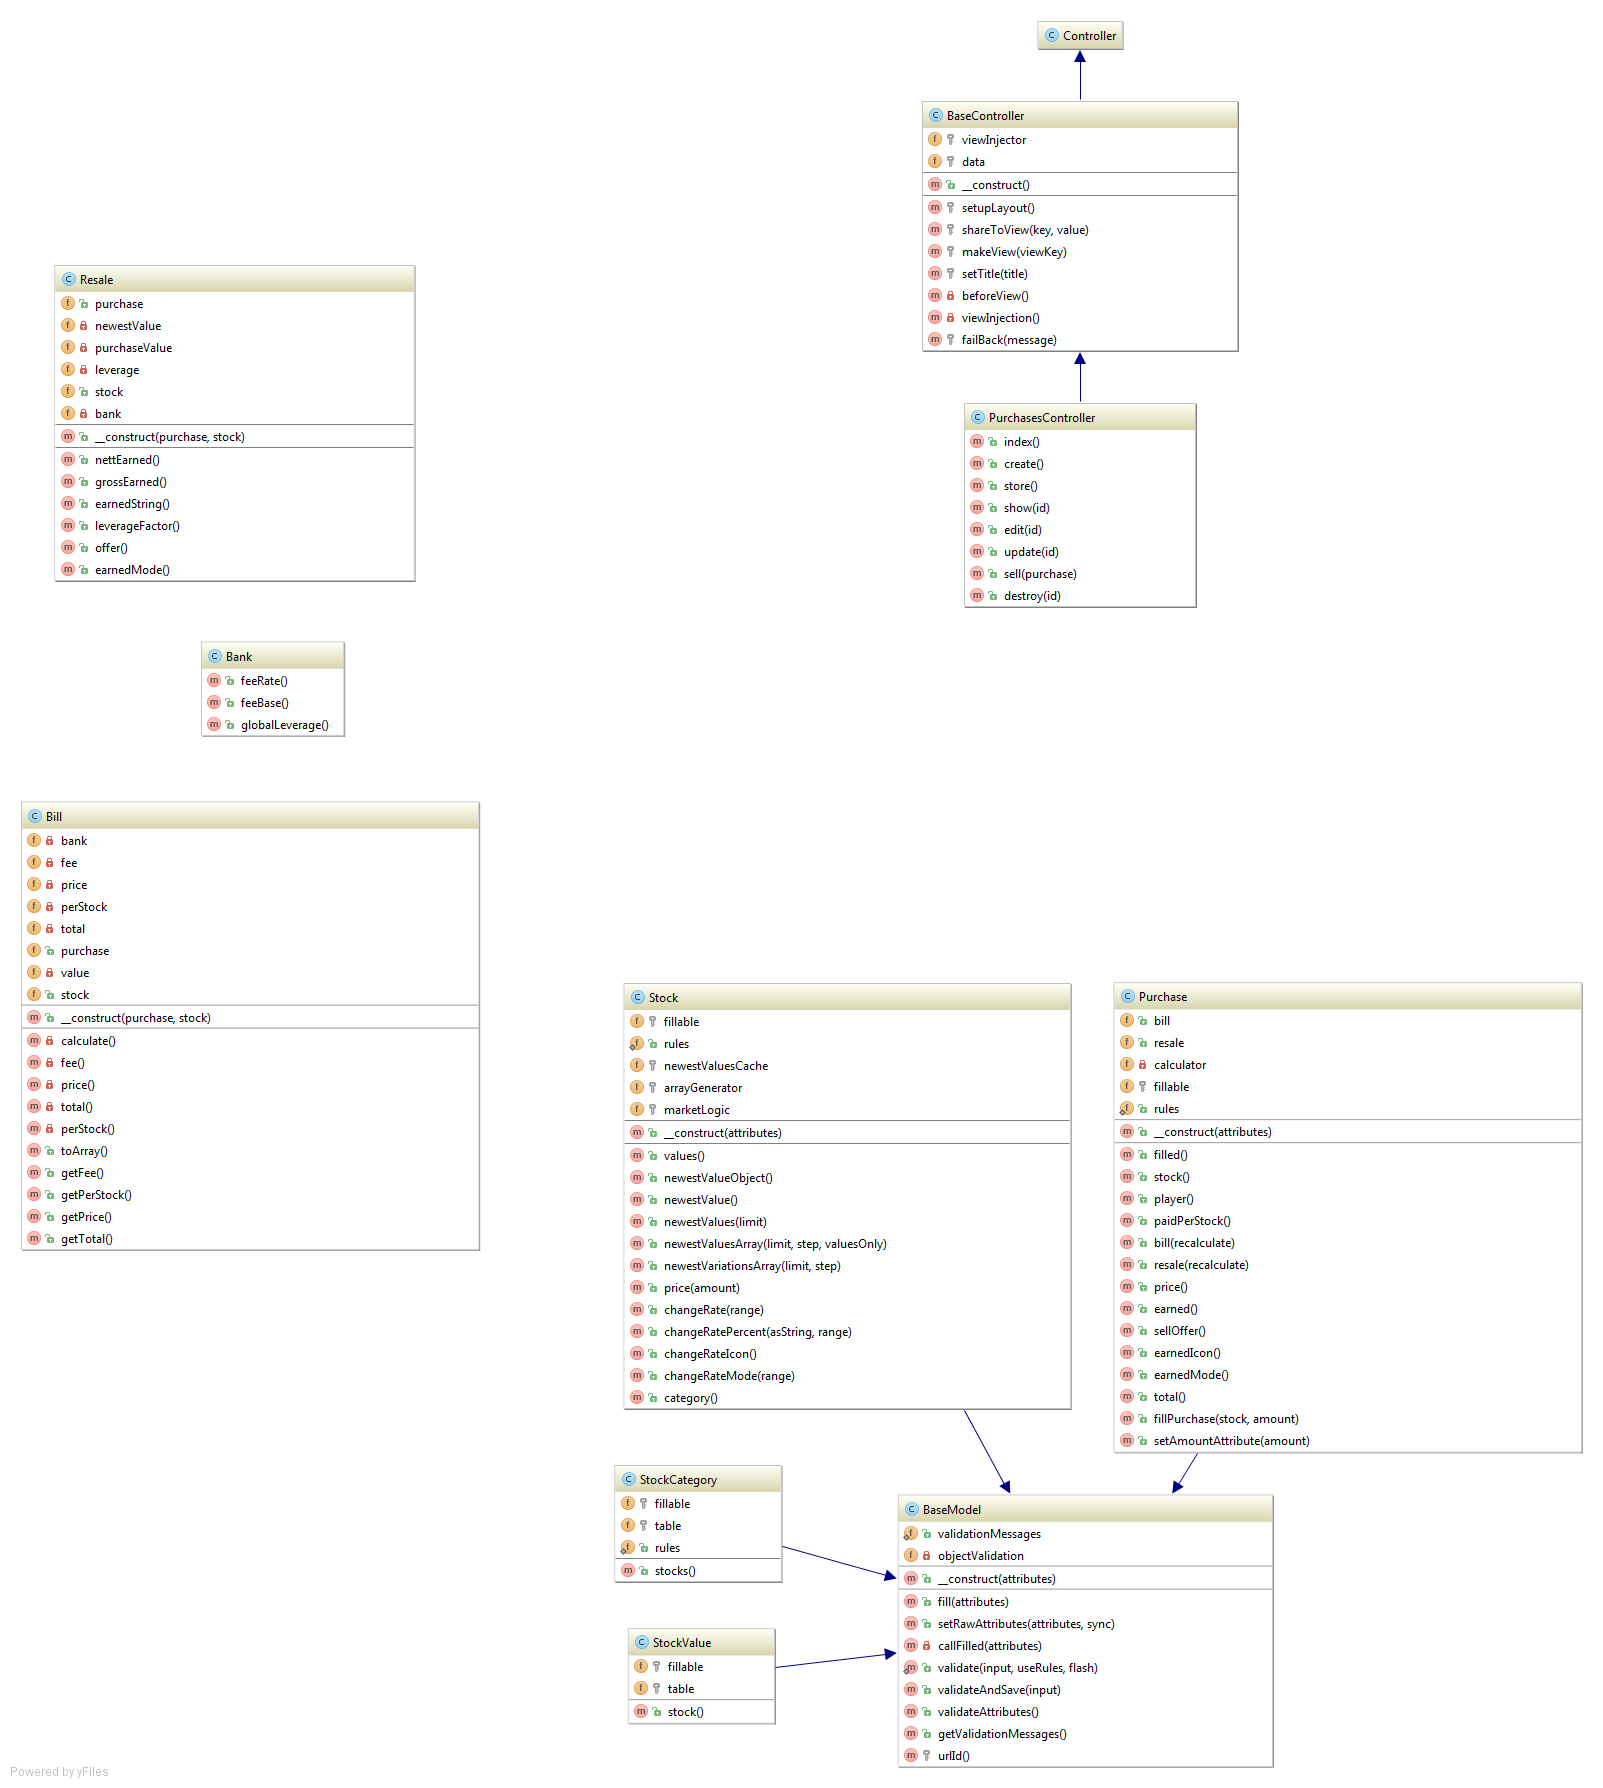 Controller
BaseController
viewInjector
data
__construct()
setupLayout()
shareToView(key, value)
makeView(viewKey)
setTitle(title)
beforeView()
viewInjection()
failBack(message)
Resale
purchase
newestValue
purchaseValue
leverage
stock
bank
__construct(purchase, stock)
nettEarned()
grossEarned()
earnedString()
leverageFactor()
offer()
earnedMode()
PurchasesController
index()
create()
store()
show(id)
edit(id)
update(id)
sell(purchase)
destroy(id)
Bank
feeRate()
feeBase()
globalLeverage()
Bill
bank
fee
price
perStock
total
purchase
value
stock
__construct(purchase, stock)
calculate()
fee()
price()
total()
perStock()
toArray()
getFee()
getPerStock()
getPrice()
getTotal()
Stock
fillable
rules
newestValuesCache
arrayGenerator
marketLogic
__construct(attributes)
values()
newestValueObject()
newestValue()
newestValues(limit)
newestValuesArray(limit, step, valuesOnly)
newestVariationsArray(limit, step)
price(amount)
changeRate(range)
changeRatePercent(asString, range)
changeRateIcon()
changeRateMode(range)
category()
Purchase
bill
resale
calculator
fillable
rules
__construct(attributes)
filled()
stock()
player()
paidPerStock()
bill(recalculate)
resale(recalculate)
price()
earned()
sellOffer()
earnedIcon()
earnedMode()
total()
fillPurchase(stock, amount)
setAmountAttribute(amount)
StockCategory
fillable
table
rules
stocks()
BaseModel
validationMessages
objectValidation
__construct(attributes)
fill(attributes)
setRawAttributes(attributes, sync)
callFilled(attributes)
validate(input, useRules, flash)
validateAndSave(input)
validateAttributes()
getValidationMessages()
urlId()
StockValue
fillable
table
stock()
Powered by yFiles